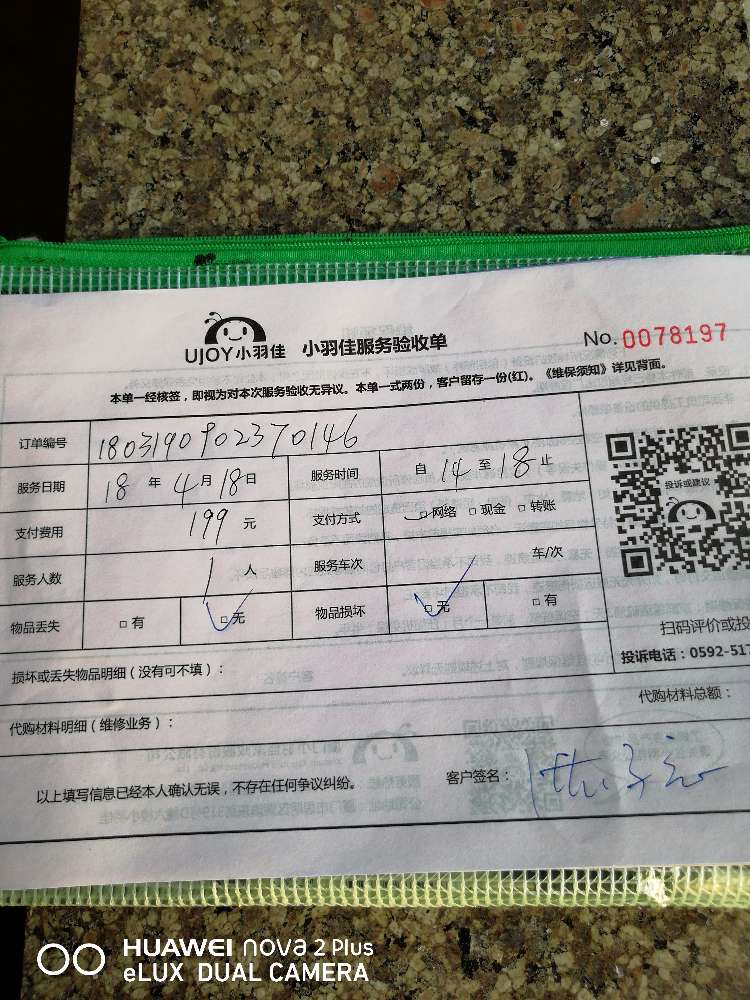 UJOY小羽佳 小羽佳服务验收单 No.0078197
本单一经核签，即视为对本次服务验收无异议。本单一式两份，客户留存一份(红)。《维保须知》详见背面。
订单编号 180319092370146
服务日期 18 年 4 月 18 日 服务时间 自 14 至 18 止
支付费用 199 元 支付方式 □网络 □现金 □转账
服务人数 1 人 服务车次 车/次
物品丢失 □有 □无 物品损坏 □无 □有
投诉或建议
扫码评价或投
投诉电话：0592-517
损坏或丢失物品明细（没有可不填）：
代购材料总额：
代购材料明细（维修业务）：
以上填写信息已经本人确认无误，不存在任何争议纠纷。 客户签名：
HUAWEI nova 2 Plus
eLUX DUAL CAMERA